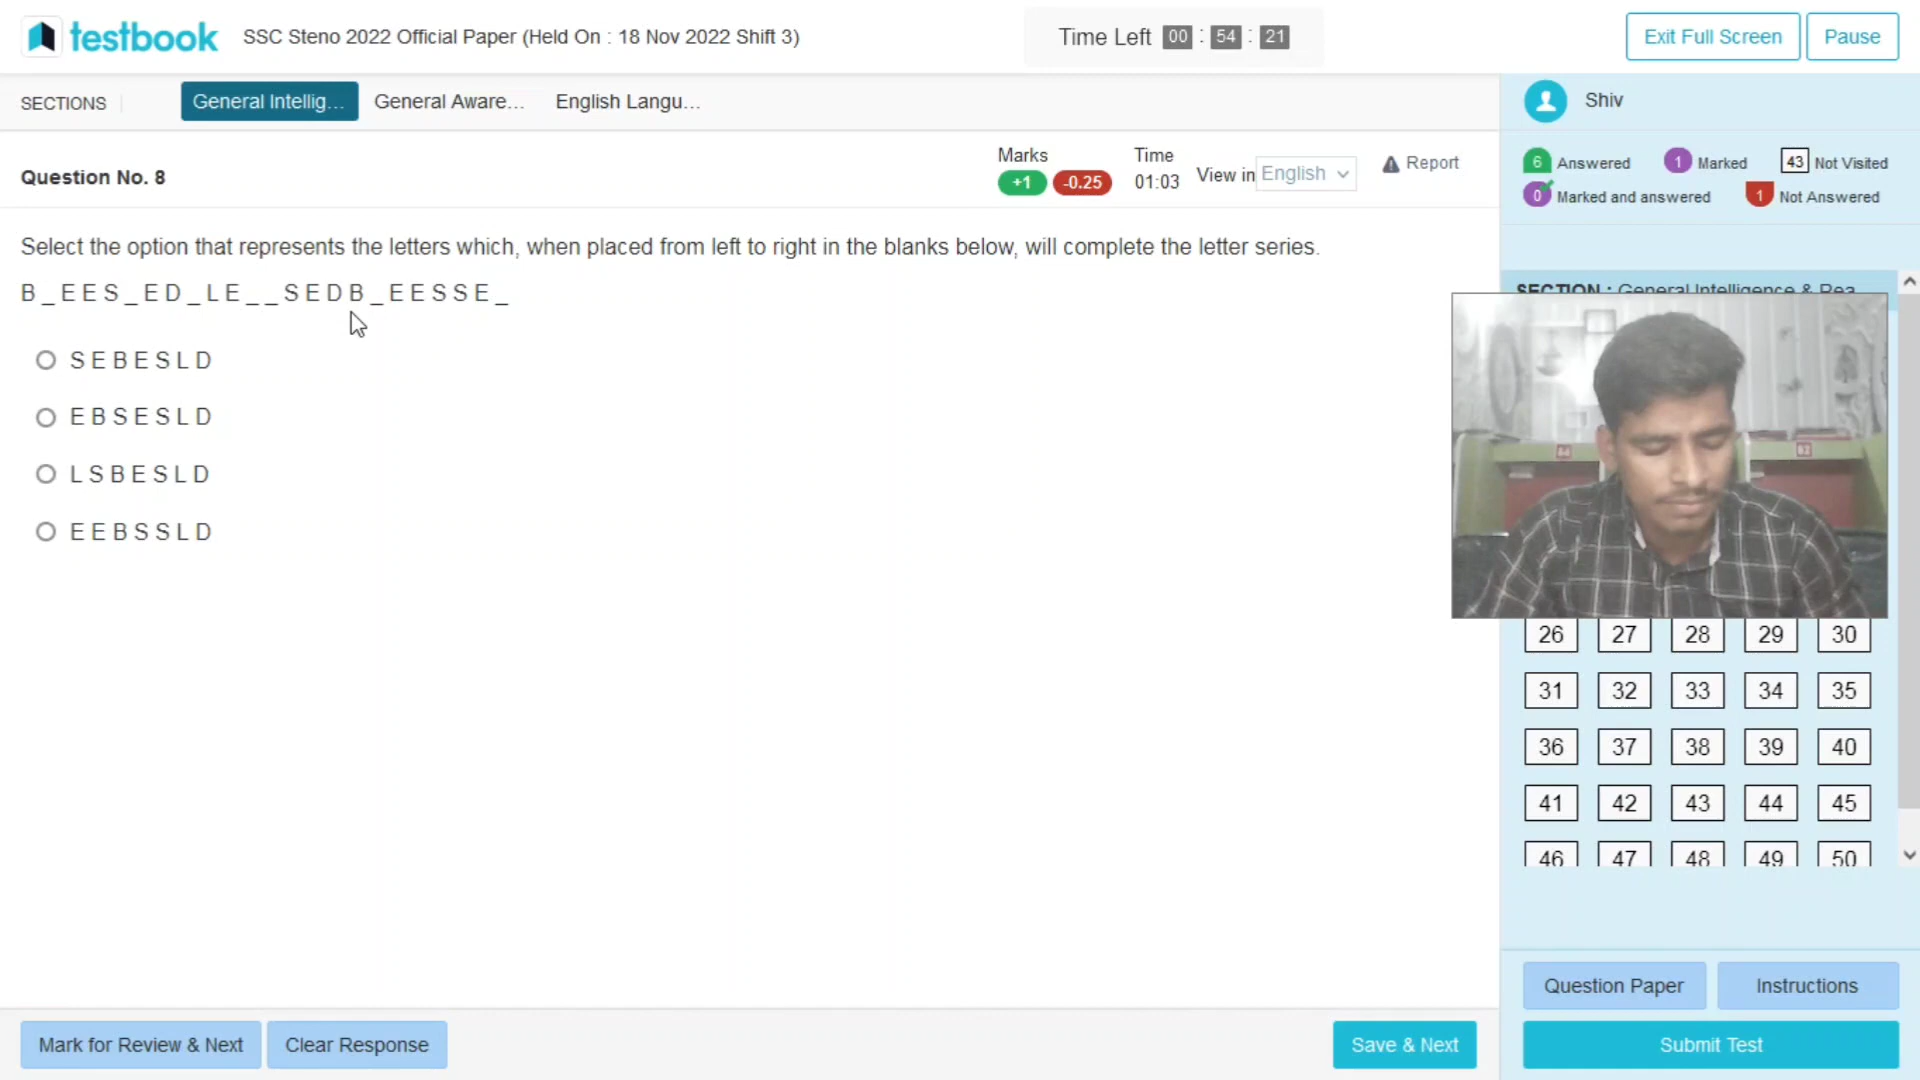 testbook SSC Steno 2022 Official Paper (Held On : 18 Nov 2022 Shift 3) Time Left 00 : 54 : 21 Exit Full Screen Pause
SECTIONS General Intellig... General Aware... English Langu...
Shiv
Question No. 8
Marks
+1 -0.25
Time
01:03
View in English
Report
6 Answered 1 Marked 43 Not Visited
0 Marked and answered 1 Not Answered
Select the option that represents the letters which, when placed from left to right in the blanks below, will complete the letter series.
B _ E E S _ E D _ L E _ _ S E D B _ E E S S E _
SECTION : General Intelligence & Rea
S E B E S L D
E B S E S L D
L S B E S L D
E E B S S L D
26 27 28 29 30
31 32 33 34 35
36 37 38 39 40
41 42 43 44 45
46 47 48 49 50
Question Paper Instructions
Mark for Review & Next Clear Response Save & Next Submit Test